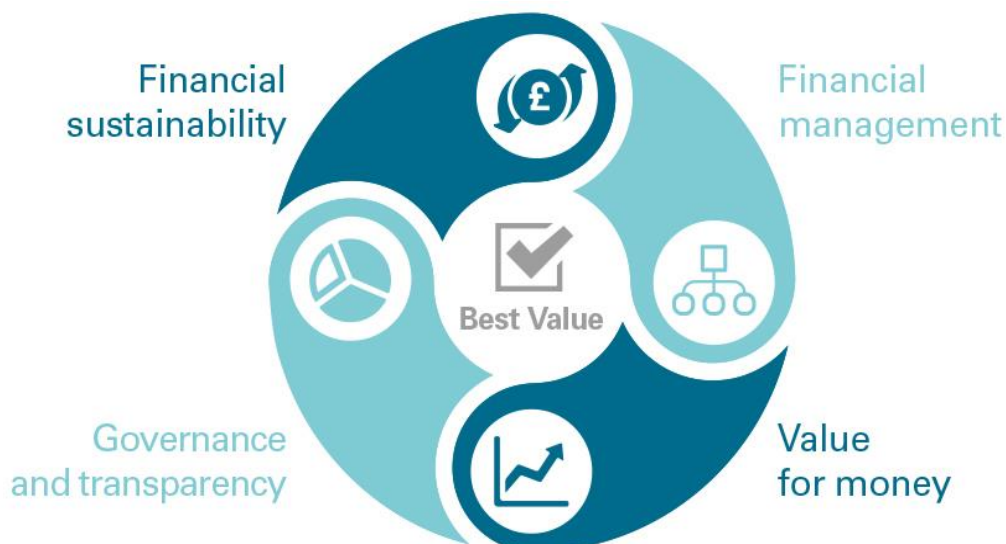 Financial
sustainability
£
Financial
management
Best Value
Governance
and transparency
Value
for money